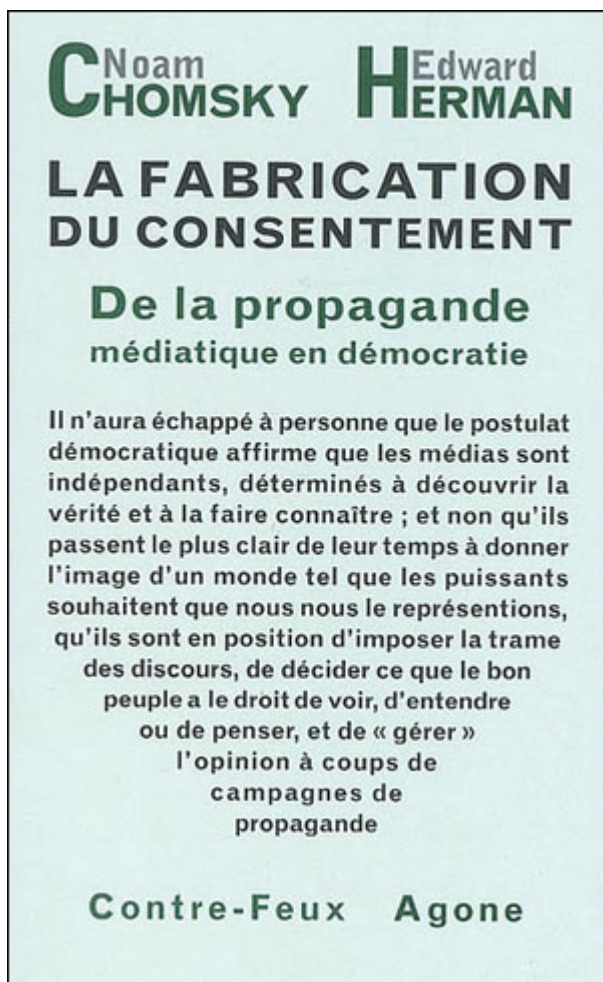 Noam Edward
CHOMSKY HERMAN
LA FABRICATION
DU CONSENTEMENT
De la propagande
médiatique en démocratie
Il n’aura échappé à personne que le postulat
démocratique affirme que les médias sont
indépendants, déterminés à découvrir la
vérité et à la faire connaître ; et non qu’ils
passent le plus clair de leur temps à donner
l’image d’un monde tel que les puissants
souhaitent que nous nous le représentions,
qu’ils sont en position d’imposer la trame
des discours, de décider ce que le bon
peuple a le droit de voir, d’entendre
ou de penser, et de « gérer »
l’opinion à coups de
campagnes de
propagande
Contre-Feux Agone